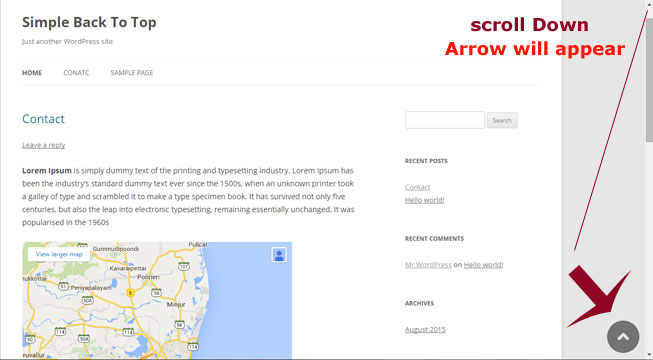 Simple Back To Top
Just another WordPress site
scroll Down
Arrow will appear
HOME
CONATC
SAMPLE PAGE
Contact
Leave a reply
Lorem Ipsum is simply dummy text of the printing and typesetting industry. Lorem Ipsum has
been the industry's standard dummy text ever since the 1500s, when an unknown printer took
a galley of type and scrambled it to make a type specimen book. It has survived not only five
centuries, but also the leap into electronic typesetting, remaining essentially unchanged. It was
popularised in the 1960s
View larger map
Gummudipoondi
Pulicat
Kavaraipettai
Ponneri
Periyapalayam
Minjur
Search
RECENT POSTS
Contact
Hello world!
RECENT COMMENTS
Mr WordPress on Hello world!
ARCHIVES
August 2015